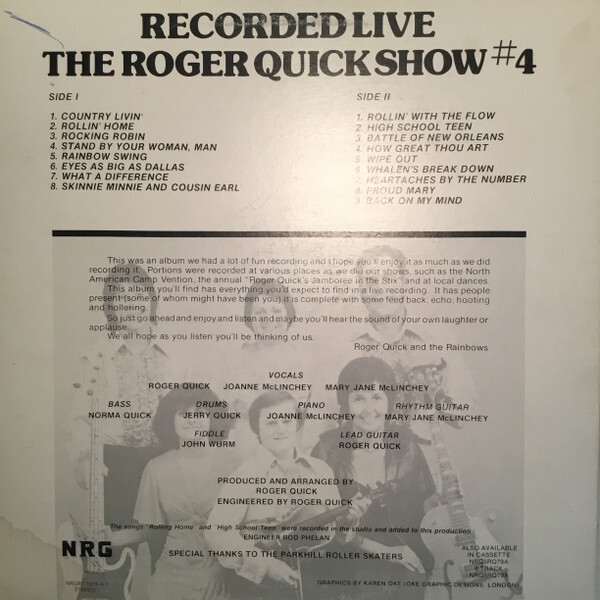 RECORDED LIVE
THE ROGER QUICK SHOW #4
SIDE I
1. COUNTRY LIVIN'
2. ROLLIN' HOME
3. ROCKING ROBIN
4. STAND BY YOUR WOMAN, MAN
5. RAINBOW SWING
6. EYES AS BIG AS DALLAS
7. WHAT A DIFFERENCE
8. SKINNIE MINNIE AND COUSIN EARL
SIDE II
1. ROLLIN' WITH THE FLOW
2. HIGH SCHOOL TEEN
3. BATTLE OF NEW ORLEANS
4. HOW GREAT THOU ART
5. WIPE OUT
6. WHALEN'S BREAK DOWN
7. HEARTACHES BY THE NUMBER
8. PROUD MARY
9. BACK ON MY MIND
This was an album we had a lot of fun recording and I hope you'll enjoy it as much as we did
recording it. Portions were recorded at various places as we did our shows, such as the North
American Camp Vention, the annual "Roger Quick's Jamboree in the Stix" and at local dances.
This album you'll find has everything you'd expect to find in a live recording. It has people
present (some of whom might have been you) it is complete with some feed back, echo, hooting
and hollering.
So just go ahead and enjoy and listen and maybe you'll hear the sound of your own laughter or
applause.
We all hope as you listen you'll be thinking of us.
Roger Quick and the Rainbows
VOCALS
ROGER QUICK JOANNE McLINCHEY MARY JANE McLINCHEY
BASS DRUMS PIANO RHYTHM GUITAR
NORMA QUICK JERRY QUICK JOANNE McLINCHEY MARY JANE McLINCHEY
FIDDLE LEAD GUITAR
JOHN WURM ROGER QUICK
PRODUCED AND ARRANGED BY
ROGER QUICK
ENGINEERED BY ROGER QUICK
The songs "Rolling Home" and "High School Teen" were recorded in the studio and added to this production
ENGINEER ROD PHELAN
NRG
SPECIAL THANKS TO THE PARKHILL ROLLER SKATERS
ALSO AVAILABLE
IN CASSETTE
8 TRACK
STEREO
GRAPHICS BY KAREN OKE (OKE GRAPHIC DESIGNS LONDON)